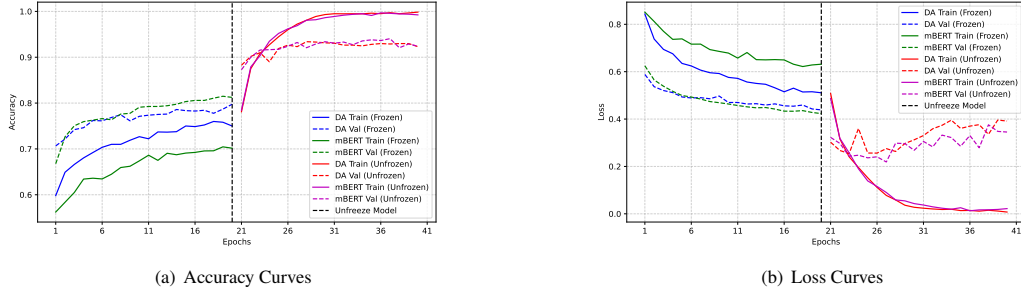 1.0
0.9
0.8
0.7
0.6
Accuracy
1 6 11 16 21 26 31 36 41
Epochs
DA Train (Frozen)
DA Val (Frozen)
mBERT Train (Frozen)
mBERT Val (Frozen)
DA Train (Unfrozen)
DA Val (Unfrozen)
mBERT Train (Unfrozen)
mBERT Val (Unfrozen)
Unfreeze Model
(a) Accuracy Curves
0.8
0.6
0.4
0.2
0.0
Loss
1 6 11 16 21 26 31 36 41
Epochs
DA Train (Frozen)
DA Val (Frozen)
mBERT Train (Frozen)
mBERT Val (Frozen)
DA Train (Unfrozen)
DA Val (Unfrozen)
mBERT Train (Unfrozen)
mBERT Val (Unfrozen)
Unfreeze Model
(b) Loss Curves